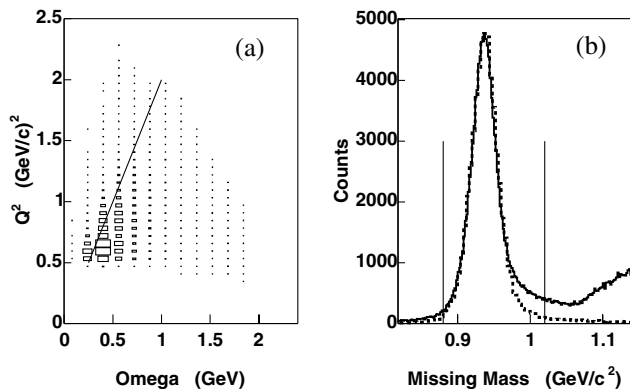 (a)
2.5
2
1.5
1
0.5
0
0 0.5 1 1.5 2
Q² (GeV/c)²
Omega (GeV)
(b)
5000
4000
3000
2000
1000
0
0.9 1 1.1
Counts
Missing Mass (GeV/c²)